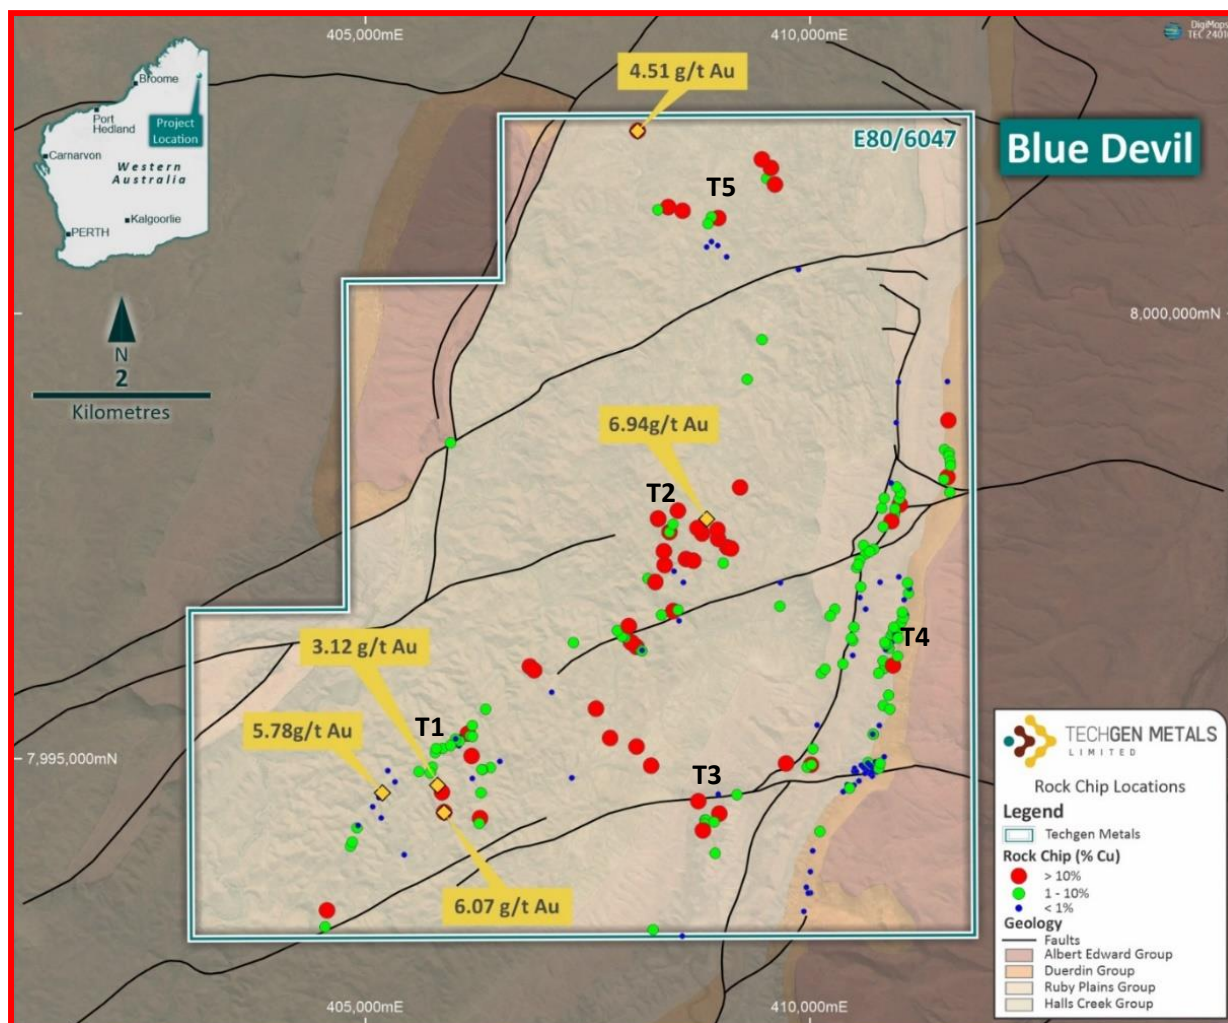 405,000mE
410,000mE
DigiMaps
4.51 g/t Au
E80/6047
Blue Devil
Broome
Port
Hedland
Project
Location
Carnarvon
Western
Australia
Kalgoorlie
PERTH
T5
8,000,000mN
N
2
Kilometres
6.94g/t Au
T2
3.12 g/t Au
T4
5.78g/t Au
T1
7,995,000mN
T3
6.07 g/t Au
TECHGEN METALS
LIMITED
Rock Chip Locations
Legend
Techgen Metals
Rock Chip (% Cu)
> 10%
1 - 10%
< 1%
Geology
Faults
Albert Edward Group
Duerdin Group
Ruby Plains Group
Halls Creek Group
405,000mE
410,000mE